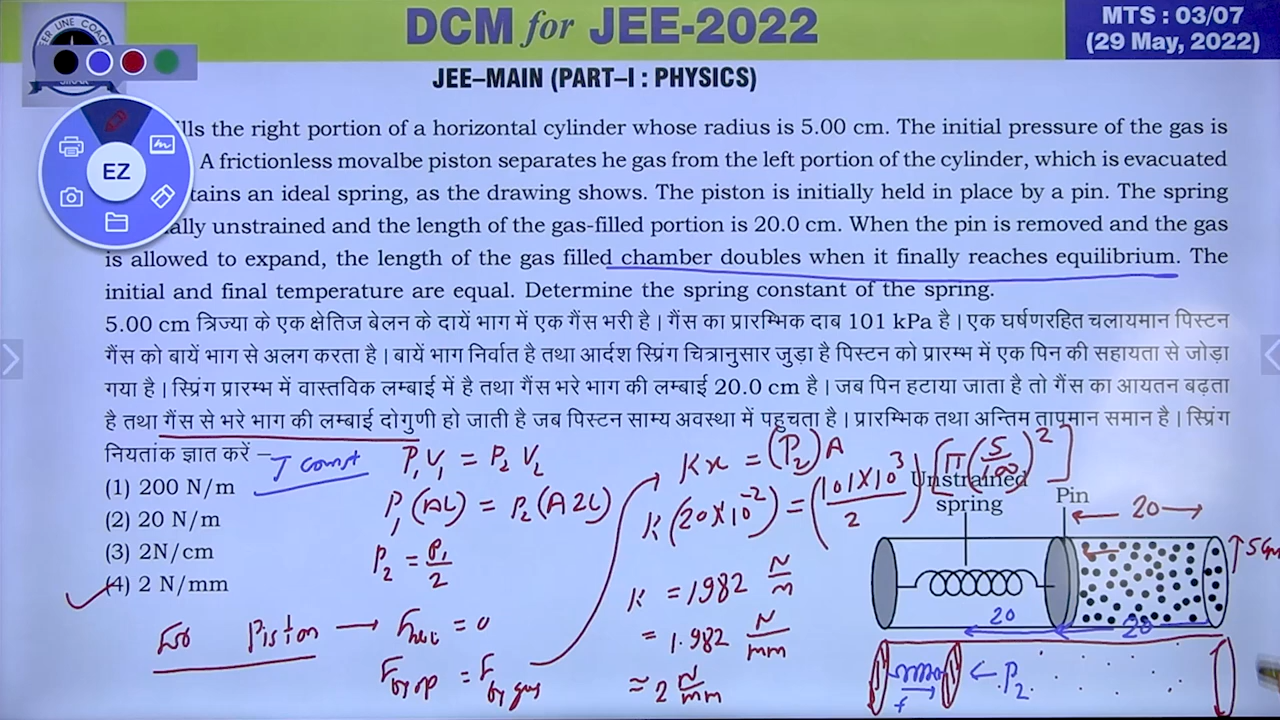 DCM for JEE-2022
MTS : 03/07
(29 May, 2022)
JEE–MAIN (PART–I : PHYSICS)
EZ
lls the right portion of a horizontal cylinder whose radius is 5.00 cm. The initial pressure of the gas is
A frictionless movalbe piston separates he gas from the left portion of the cylinder, which is evacuated
tains an ideal spring, as the drawing shows. The piston is initially held in place by a pin. The spring
ally unstrained and the length of the gas-filled portion is 20.0 cm. When the pin is removed and the gas
is allowed to expand, the length of the gas filled chamber doubles when it finally reaches equilibrium. The
initial and final temperature are equal. Determine the spring constant of the spring.
5.00 cm त्रिज्या के एक क्षेतिज बेलन के दायें भाग में एक गैंस भरी है। गैंस का प्रारम्भिक दाब 101 kPa है। एक घर्षणरहित चलायमान पिस्टन
गैंस को बायें भाग से अलग करता है। बायें भाग निर्वात है तथा आर्दश स्प्रिंग चित्रानुसार जुड़ा है पिस्टन को प्रारम्भ में एक पिन की सहायता से जोड़ा
गया है। स्प्रिंग प्रारम्भ में वास्तविक लम्बाई में है तथा गैंस भरे भाग की लम्बाई 20.0 cm है। जब पिन हटाया जाता है तो गैंस का आयतन बढ़ता
है तथा गैंस से भरे भाग की लम्बाई दोगुणी हो जाती है जब पिस्टन साम्य अवस्था में पहुचता है। प्रारम्भिक तथा अन्तिम तापमान समान है। स्प्रिंग
नियतांक ज्ञात करें –
T const
(1) 200 N/m
(2) 20 N/m
(3) 2N/cm
(4) 2 N/mm
P₁V₁ = P₂V₂
P₁(AL) = P₂(A2L)
P₂ = P₁/2
Piston → = 0
F by sp = F by gas
Kx = (P₂)A
K(20×10⁻²) = (101×10³/2) [π(5/100)²]
K = 1982 N/m
= 1.982 N/mm
≈ 2 N/mm
Unstrained
spring
Pin
20
5cm
20
20
f
P₂